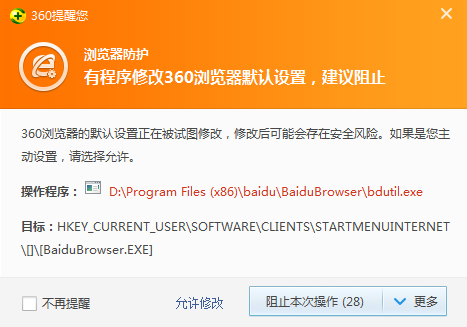 360提醒您
浏览器防护
有程序修改360浏览器默认设置，建议阻止
360浏览器的默认设置正在被试图修改，修改后可能会存在安全风险。如果是您主
动设置，请选择允许。
操作程序： D:\Program Files (x86)\baidu\BaiduBrowser\bdutil.exe
目标：HKEY_CURRENT_USER\SOFTWARE\CLIENTS\STARTMENUINTERNET
\[]\[BaiduBrowser.EXE]
不再提醒 允许修改 阻止本次操作 (28) 更多